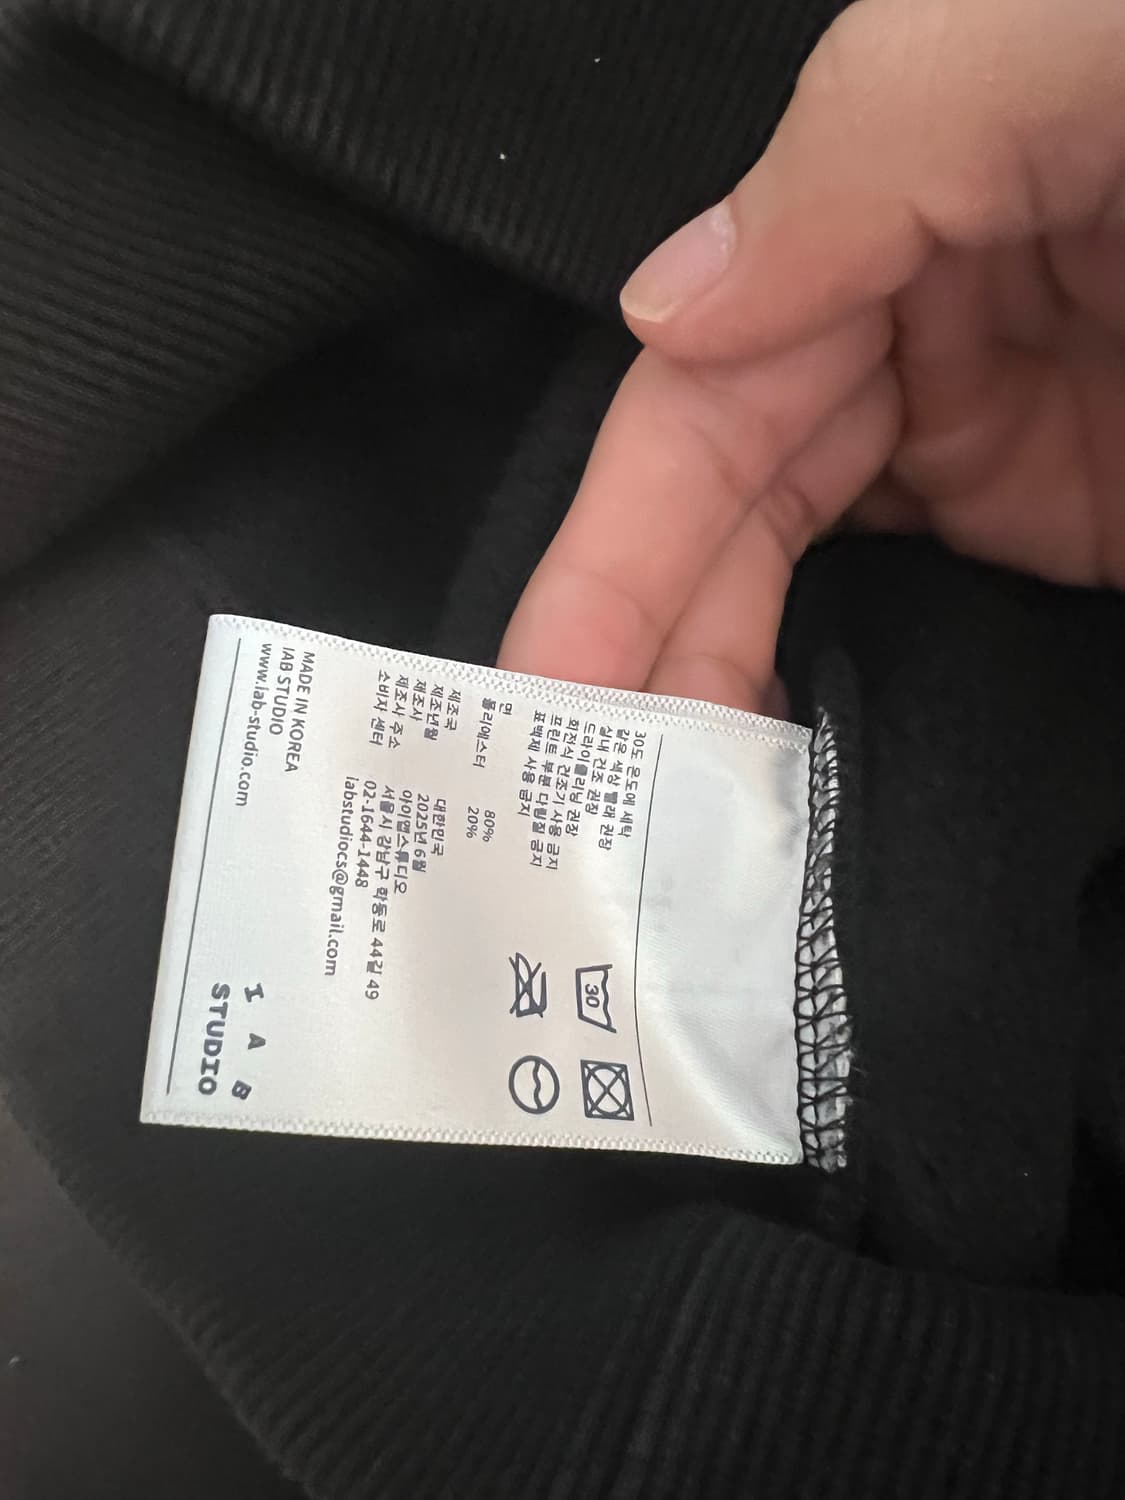 30도 온도에 세탁
같은 색상 빨래 권장
실내 건조 권장
드라이클리닝 권장
회전식 건조기 사용 금지
프린트 부분 다림질 금지
표백제 사용 금지
30
면 80%
폴리에스터 20%
제조국 대한민국
제조년월 2025년 6월
제조사 아이앱스튜디오
제조사 주소 서울시 강남구 학동로 44길 49
소비자 센터 02-1644-1448
labstudiocs@gmail.com
MADE IN KOREA
IAB STUDIO
www.lab-studio.com
I A B
STUDIO